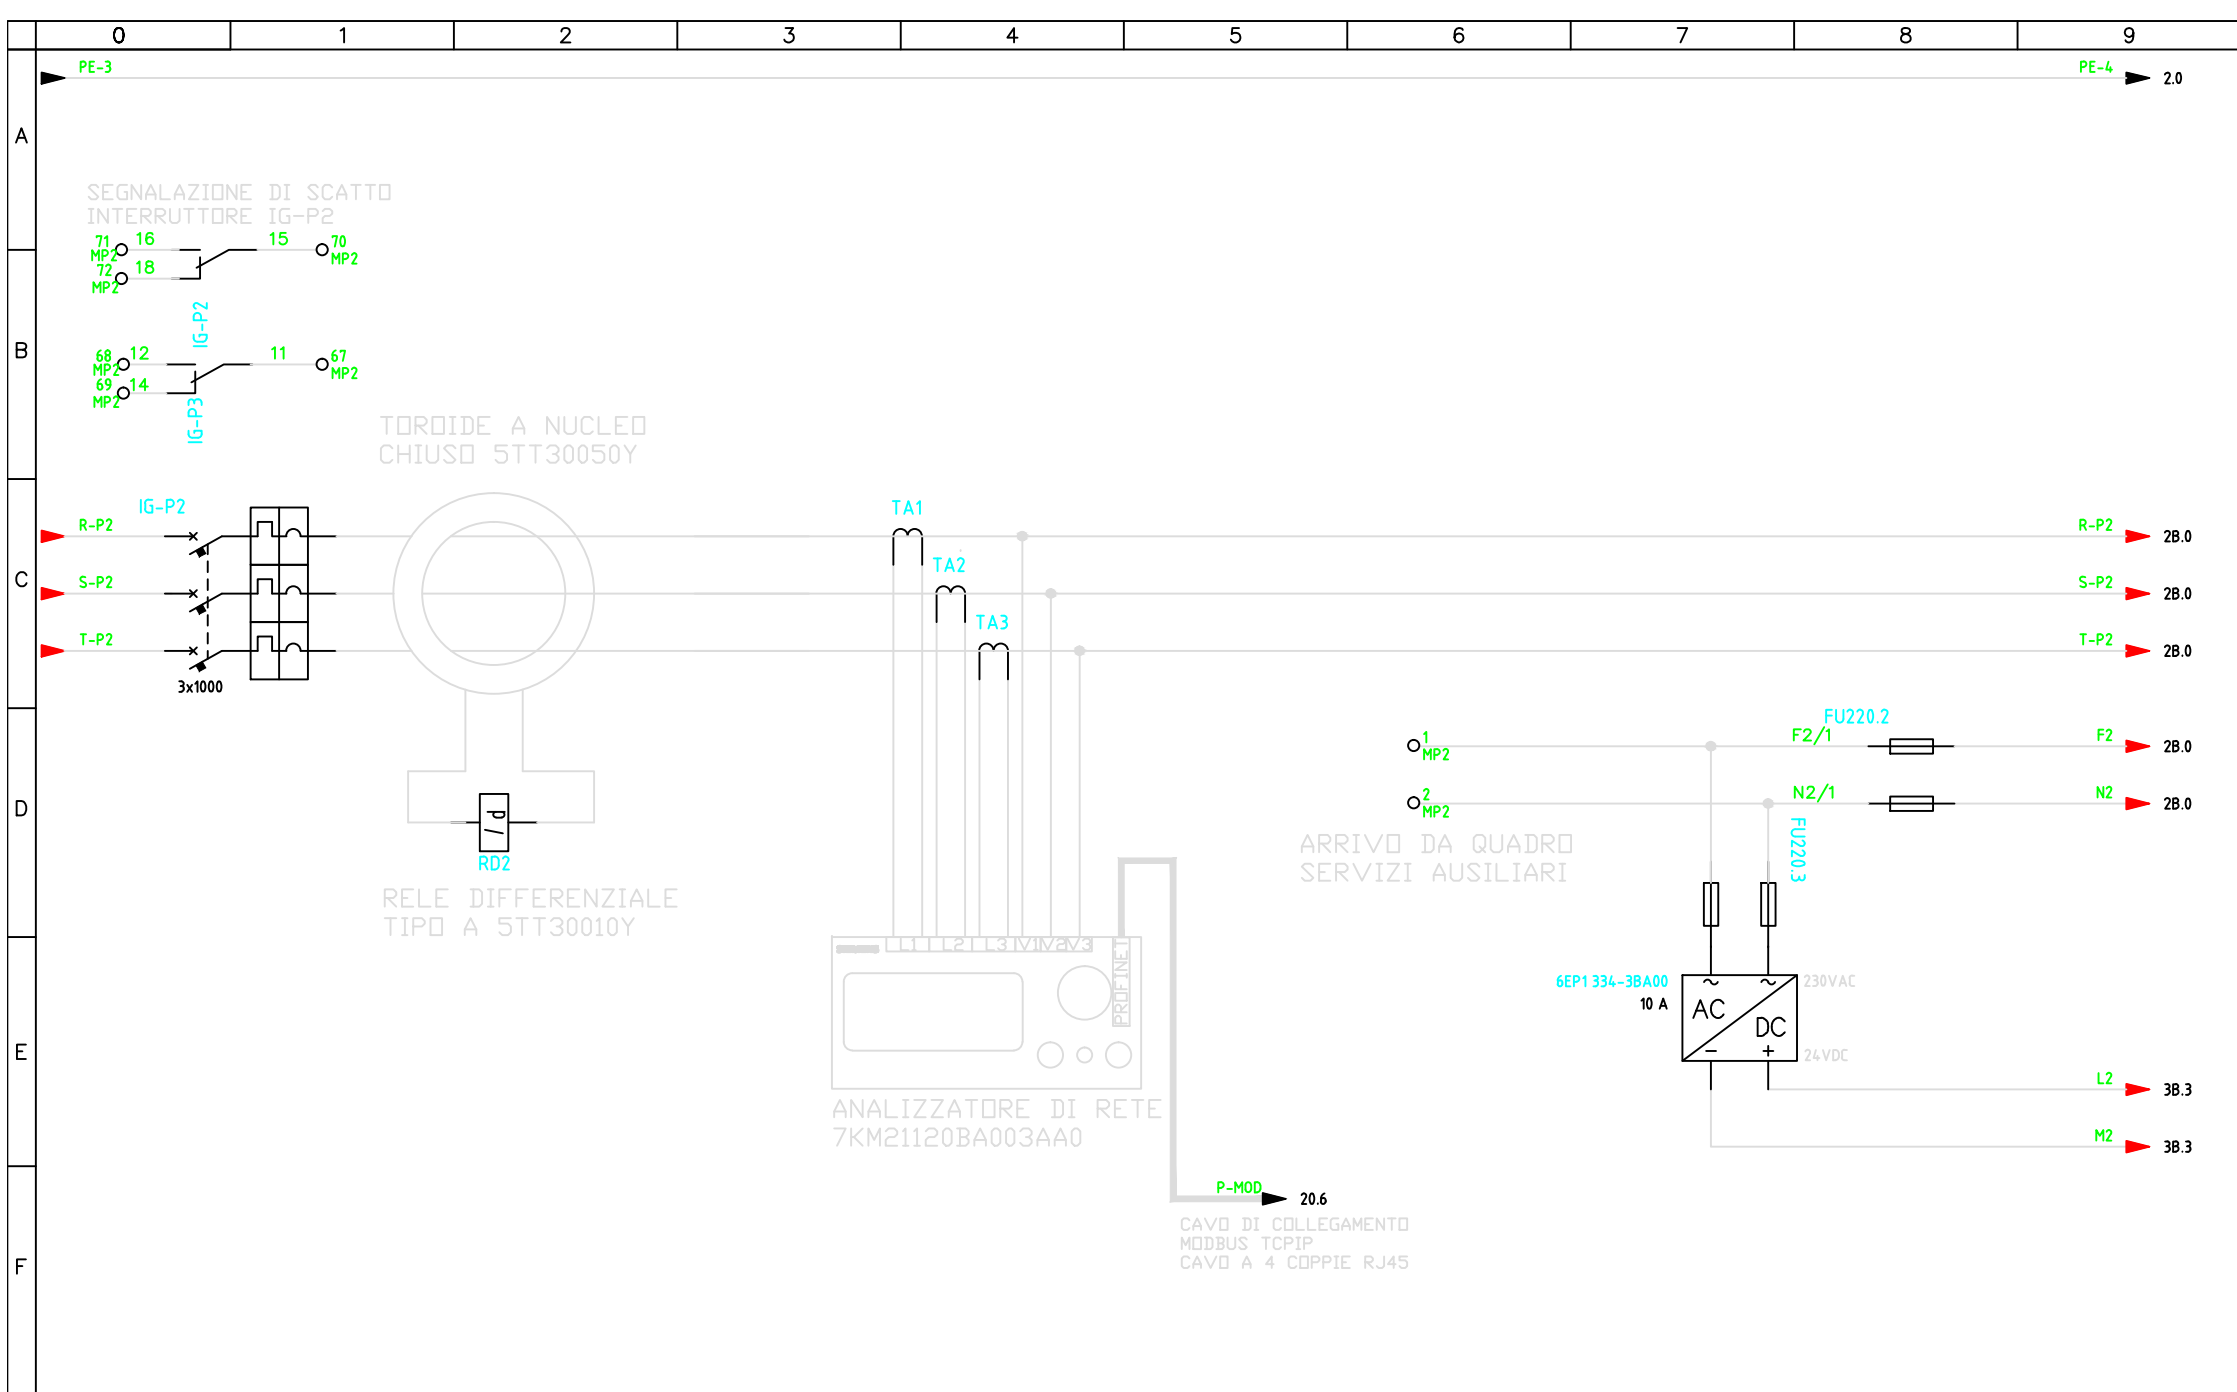 0 1 2 3 4 5 6 7 8 9
PE-3
PE-4
2.0
A
SEGNALAZIONE DI SCATTO
INTERRUTTORE IG-P2
71
MP2
16
15
70
MP2
72
MP2
18
IG-P2
B
68
MP2
12
11
67
MP2
69
MP2
14
IG-P3
TOROIDE A NUCLEO
CHIUSO 5TT30050Y
IG-P2
TA1
R-P2
R-P2
2B.0
C
TA2
S-P2
S-P2
2B.0
TA3
T-P2
T-P2
2B.0
3x1000
FU220.2
1
MP2
F2/1
F2
2B.0
D
2
MP2
N2/1
N2
2B.0
FU220.3
P/
RD2
ARRIVO DA QUADRO
SERVIZI AUSILIARI
RELE DIFFERENZIALE
TIPO A 5TT30010Y
L1 L2 L3 V1 V2 V3
PROFINET
6EP1 334-3BA00
10 A
~ ~
AC
DC
- +
230VAC
24VDC
E
L2
3B.3
ANALIZZATORE DI RETE
7KM21120BA003AA0
M2
3B.3
P-MOD
20.6
CAVO DI COLLEGAMENTO
MODBUS TCPIP
CAVO A 4 COPPIE RJ45
F